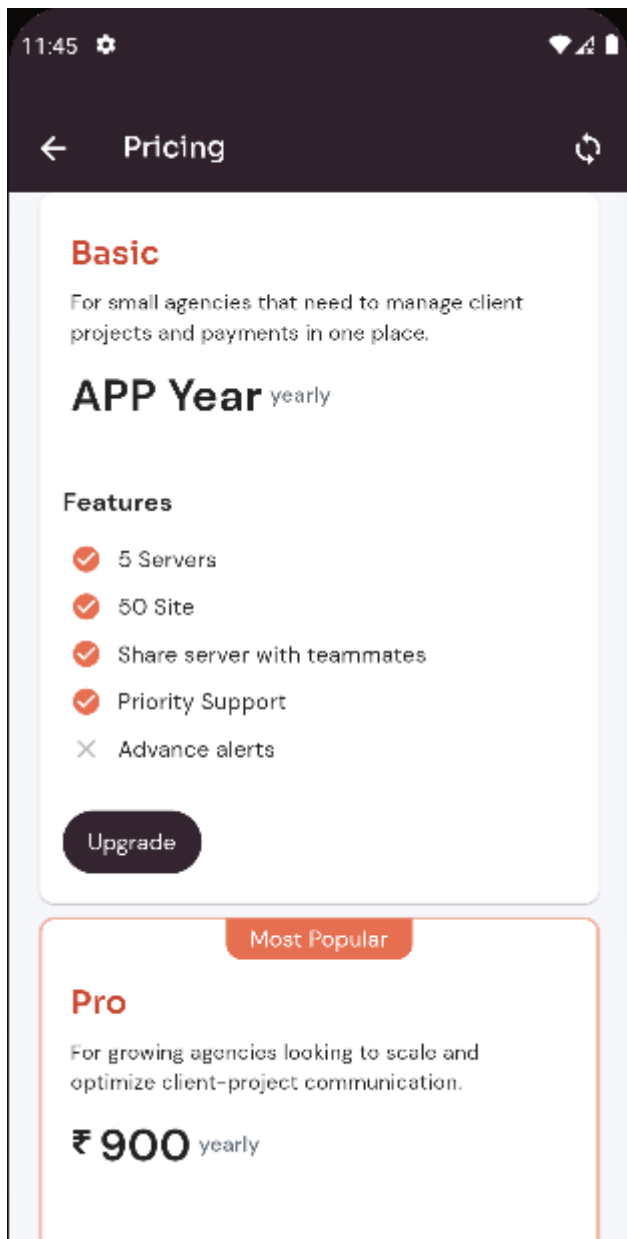 11:45
Pricing
Basic
For small agencies that need to manage client
projects and payments in one place.
APP Year yearly
Features
5 Servers
50 Site
Share server with teammates
Priority Support
Advance alerts
Upgrade
Most Popular
Pro
For growing agencies looking to scale and
optimize client-project communication.
₹ 900 yearly